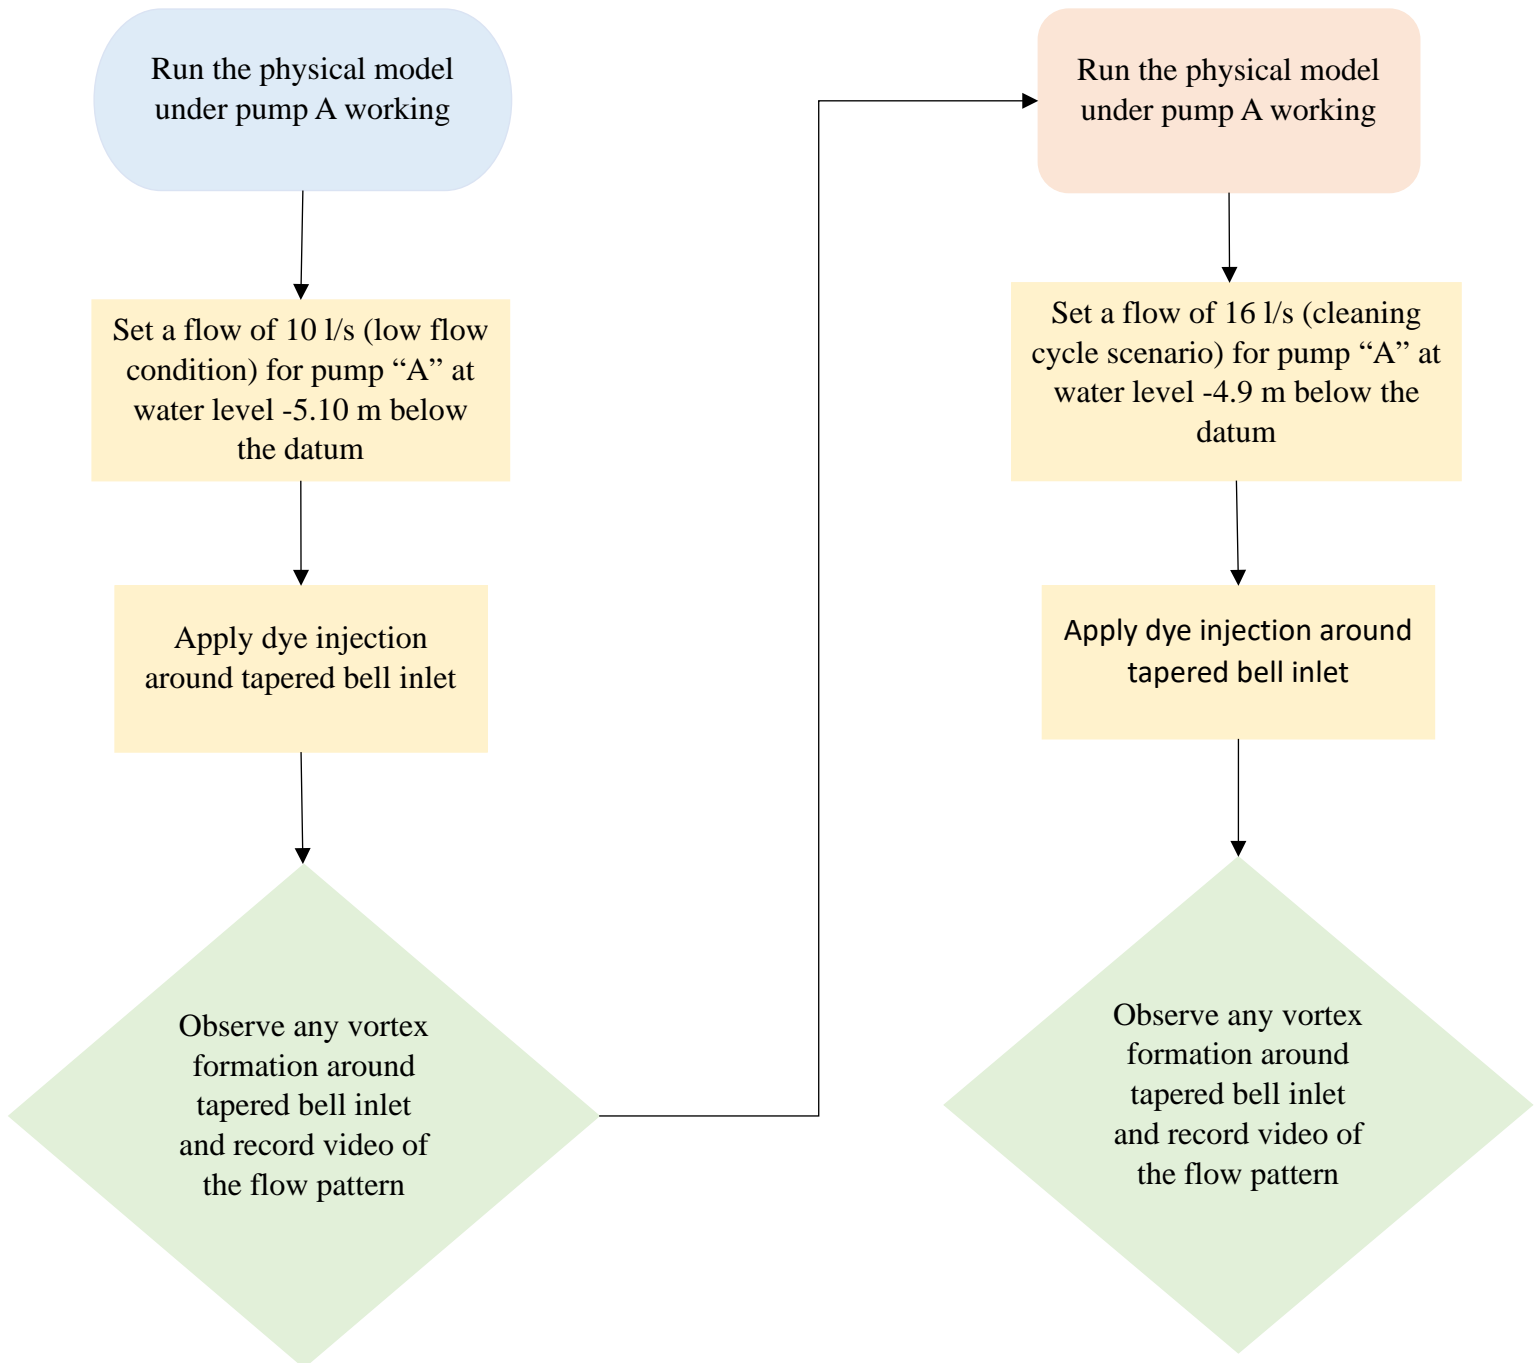 Run the physical model
under pump A working
Set a flow of 10 l/s (low flow
condition) for pump “A” at
water level -5.10 m below
the datum
Apply dye injection
around tapered bell inlet
Observe any vortex
formation around
tapered bell inlet
and record video of
the flow pattern
Run the physical model
under pump A working
Set a flow of 16 l/s (cleaning
cycle scenario) for pump “A” at
water level -4.9 m below the
datum
Apply dye injection around
tapered bell inlet
Observe any vortex
formation around
tapered bell inlet
and record video of
the flow pattern